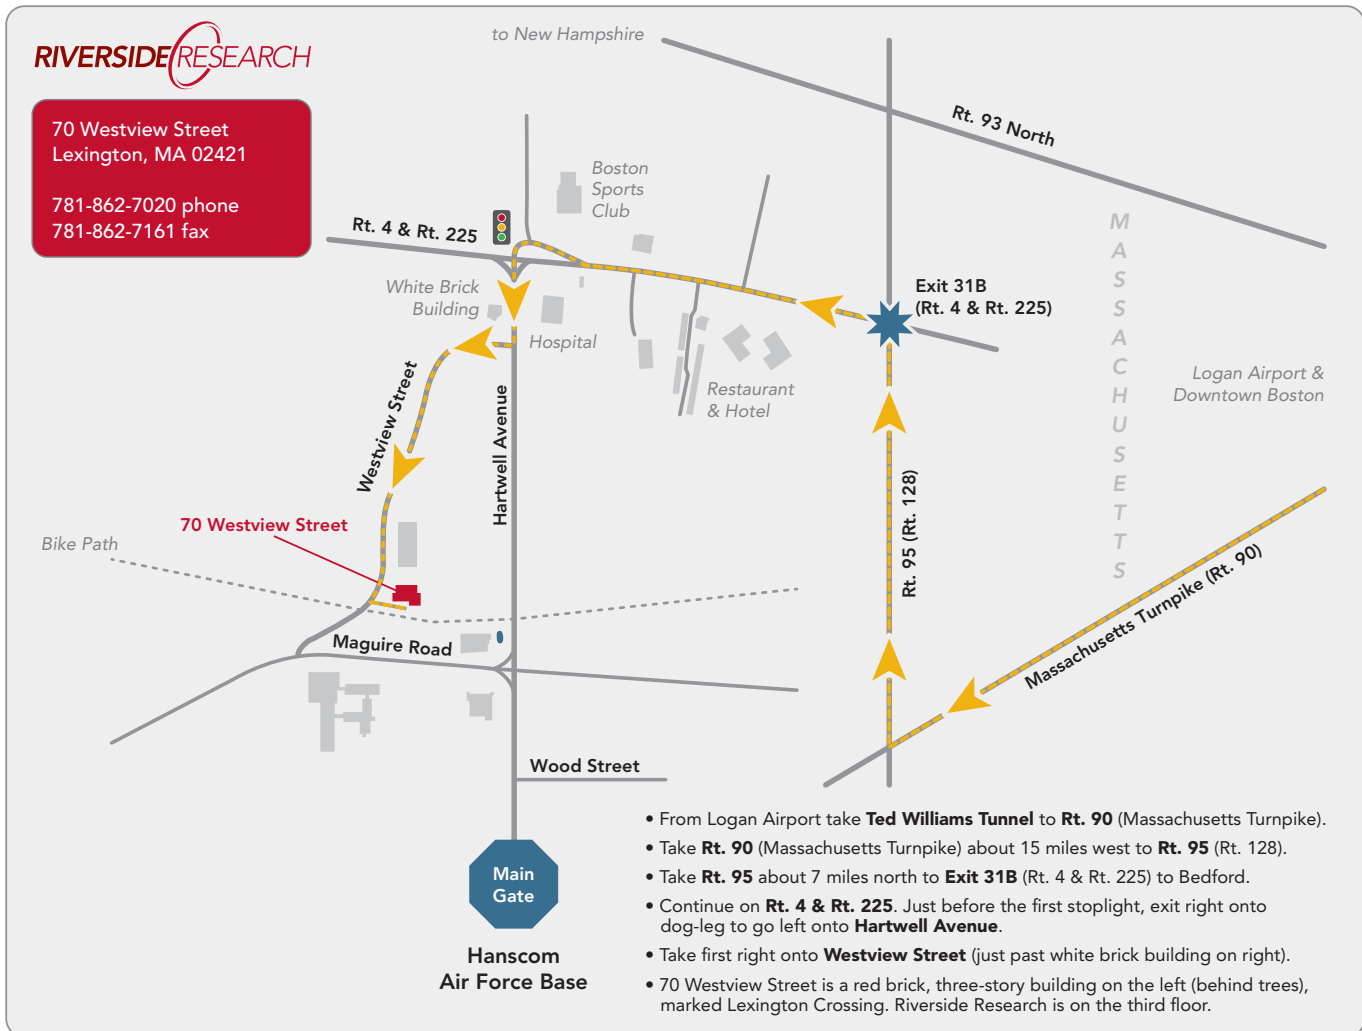 RIVERSIDE RESEARCH
70 Westview Street
Lexington, MA 02421
781-862-7020 phone
781-862-7161 fax
to New Hampshire
Rt. 93 North
Boston
Sports
Club
Rt. 4 & Rt. 225
White Brick
Building
Hospital
Exit 31B
(Rt. 4 & Rt. 225)
MASSACHUSETTS
Logan Airport &
Downtown Boston
Restaurant
& Hotel
Westview Street
Hartwell Avenue
Rt. 95 (Rt. 128)
70 Westview Street
Bike Path
Massachusetts Turnpike (Rt. 90)
Maguire Road
Wood Street
Main
Gate
Hanscom
Air Force Base
• From Logan Airport take Ted Williams Tunnel to Rt. 90 (Massachusetts Turnpike).
• Take Rt. 90 (Massachusetts Turnpike) about 15 miles west to Rt. 95 (Rt. 128).
• Take Rt. 95 about 7 miles north to Exit 31B (Rt. 4 & Rt. 225) to Bedford.
• Continue on Rt. 4 & Rt. 225. Just before the first stoplight, exit right onto
dog-leg to go left onto Hartwell Avenue.
• Take first right onto Westview Street (just past white brick building on right).
• 70 Westview Street is a red brick, three-story building on the left (behind trees),
marked Lexington Crossing. Riverside Research is on the third floor.